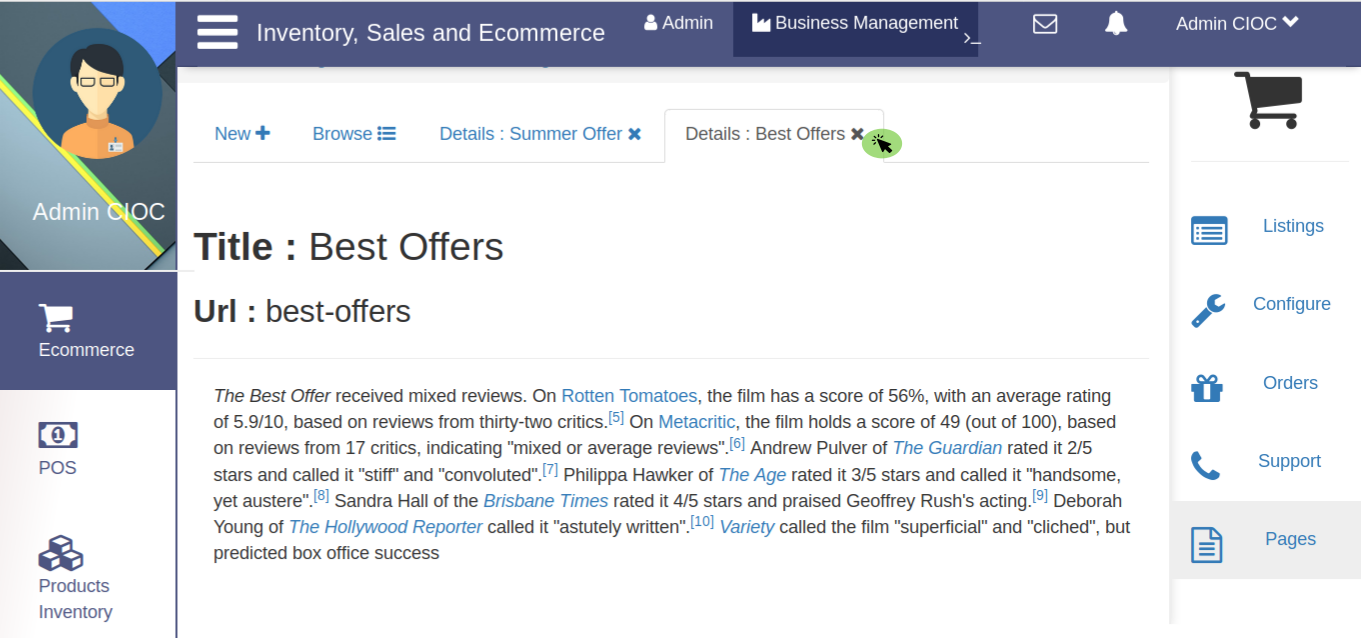 Inventory, Sales and Ecommerce
Admin
Business Management
>_
Admin CIOC
Admin CIOC
New
Browse
Details : Summer Offer
Details : Best Offers
Title : Best Offers
Url : best-offers
The Best Offer received mixed reviews. On Rotten Tomatoes, the film has a score of 56%, with an average rating
of 5.9/10, based on reviews from thirty-two critics.[5] On Metacritic, the film holds a score of 49 (out of 100), based
on reviews from 17 critics, indicating "mixed or average reviews".[6] Andrew Pulver of The Guardian rated it 2/5
stars and called it "stiff" and "convoluted".[7] Philippa Hawker of The Age rated it 3/5 stars and called it "handsome,
yet austere".[8] Sandra Hall of the Brisbane Times rated it 4/5 stars and praised Geoffrey Rush's acting.[9] Deborah
Young of The Hollywood Reporter called it "astutely written".[10] Variety called the film "superficial" and "cliched", but
predicted box office success
Ecommerce
1
POS
Products
Inventory
Listings
Configure
Orders
Support
Pages